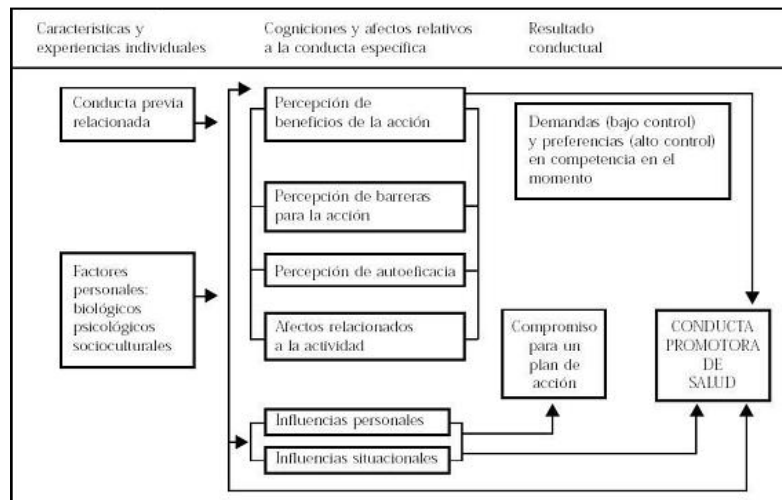 Características y
experiencias individuales
Cogniciones y afectos relativos
a la conducta específica
Resultado
conductual
Conducta previa
relacionada
Factores
personales:
biológicos
psicológicos
socioculturales
Percepción de
beneficios de la acción
Percepción de barreras
para la acción
Percepción de autoeficacia
Afectos relacionados
a la actividad
Influencias personales
Influencias situacionales
Demandas (bajo control)
y preferencias (alto control)
en competencia en el
momento
Compromiso
para un
plan de
acción
CONDUCTA
PROMOTORA
DE
SALUD